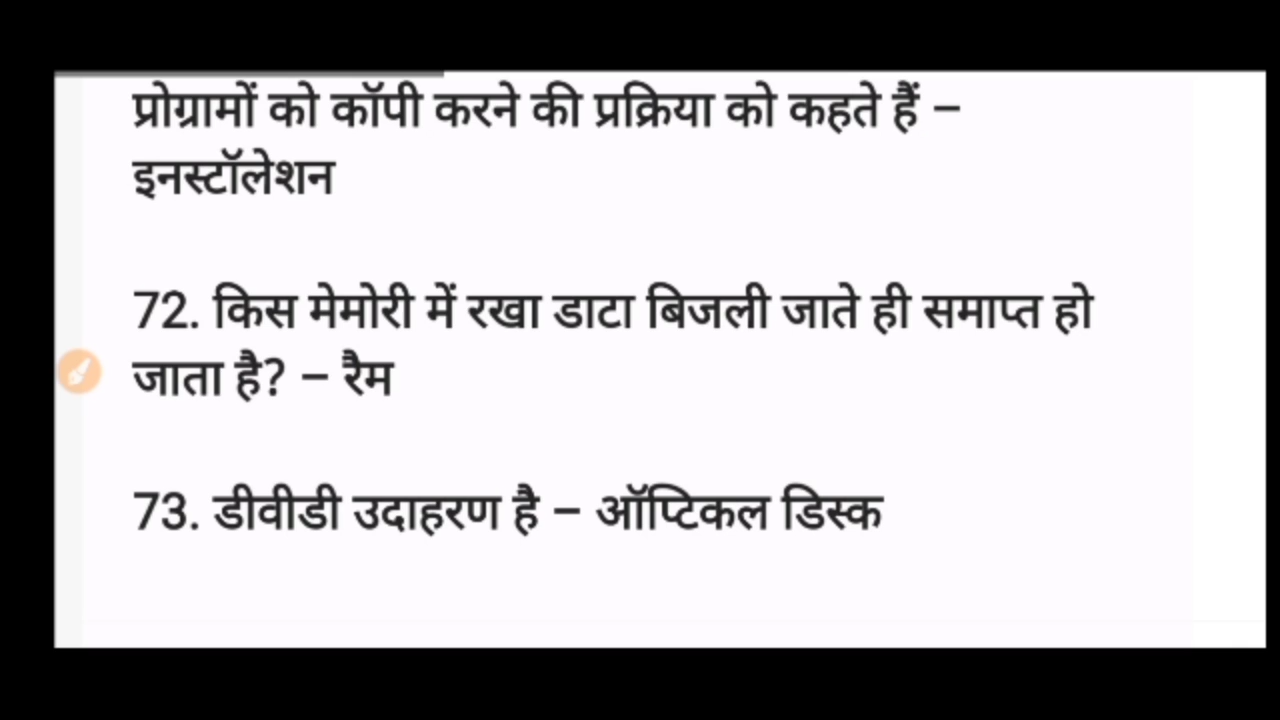 प्रोग्रामों को कॉपी करने की प्रक्रिया को कहते हैं –
इनस्टॉलेशन
72. किस मेमोरी में रखा डाटा बिजली जाते ही समाप्त हो
जाता है? – रैम
73. डीवीडी उदाहरण है – ऑप्टिकल डिस्क